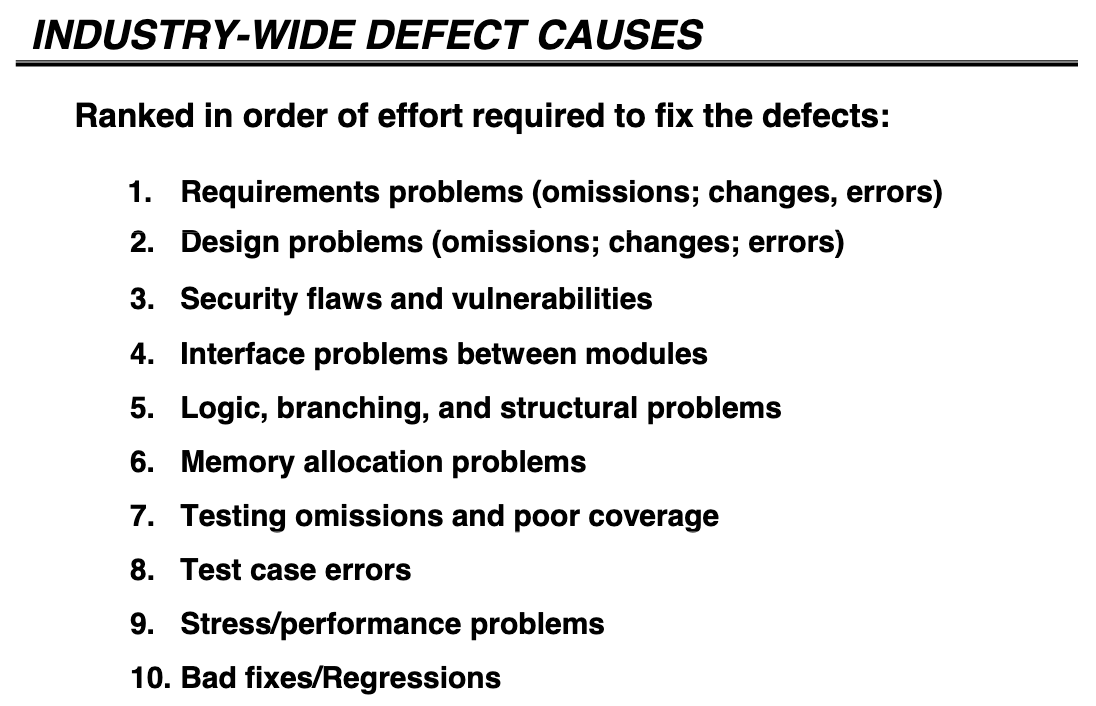 INDUSTRY-WIDE DEFECT CAUSES
Ranked in order of effort required to fix the defects:
1. Requirements problems (omissions; changes, errors)
2. Design problems (omissions; changes; errors)
3. Security flaws and vulnerabilities
4. Interface problems between modules
5. Logic, branching, and structural problems
6. Memory allocation problems
7. Testing omissions and poor coverage
8. Test case errors
9. Stress/performance problems
10. Bad fixes/Regressions